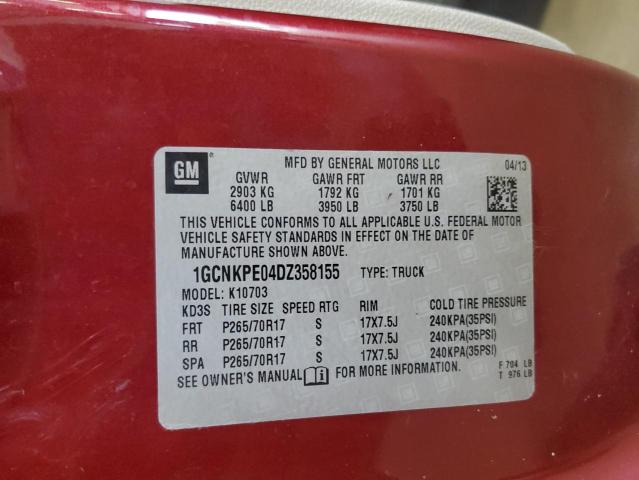 GM
MFD BY GENERAL MOTORS LLC 04/13
GVWR GAWR FRT GAWR RR
2903 KG 1792 KG 1701 KG
6400 LB 3950 LB 3750 LB
THIS VEHICLE CONFORMS TO ALL APPLICABLE U.S. FEDERAL MOTOR
VEHICLE SAFETY STANDARDS IN EFFECT ON THE DATE OF
MANUFACTURE SHOWN ABOVE.
1GCNKPE04DZ358155 TYPE: TRUCK
MODEL: K10703
KD3S TIRE SIZE SPEED RTG RIM COLD TIRE PRESSURE
FRT P265/70R17 S 17X7.5J 240KPA(35PSI)
RR P265/70R17 S 17X7.5J 240KPA(35PSI)
SPA P265/70R17 S 17X7.5J 240KPA(35PSI)
SEE OWNER'S MANUAL FOR MORE INFORMATION.
F 704 LB
T 976 LB